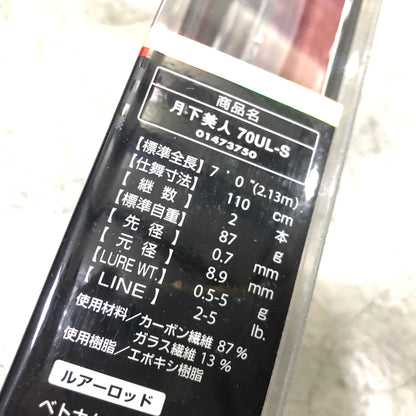 商品名
月下美人 70UL-S
01473750
【標準全長】 7´0˝(2.13m)
【仕舞寸法】 110 cm
【継数】 2 本
【標準自重】 87 g
【先径】 0.7 mm
【元径】 8.9 mm
【LURE WT.】 0.5-5 g
【LINE】 2-5 lb.
使用材料/カーボン繊維 87%
ガラス繊維 13%
使用樹脂/エポキシ樹脂
ルアーロッド